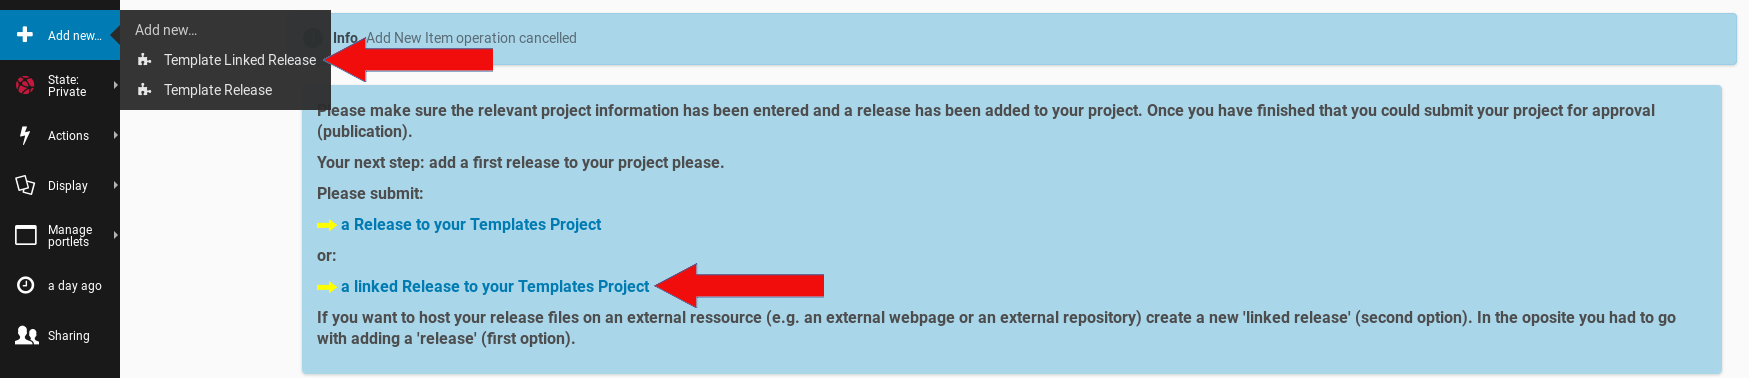 Add new...
State:
Private
Actions
Display
Manage
portlets
a day ago
Sharing
Add new...
Template Linked Release
Template Release
Info Add New Item operation cancelled
Please make sure the relevant project information has been entered and a release has been added to your project. Once you have finished that you could submit your project for approval
(publication).
Your next step: add a first release to your project please.
Please submit:
a Release to your Templates Project
or:
a linked Release to your Templates Project
If you want to host your release files on an external ressource (e.g. an external webpage or an external repository) create a new 'linked release' (second option). In the oposite you had to go
with adding a 'release' (first option).